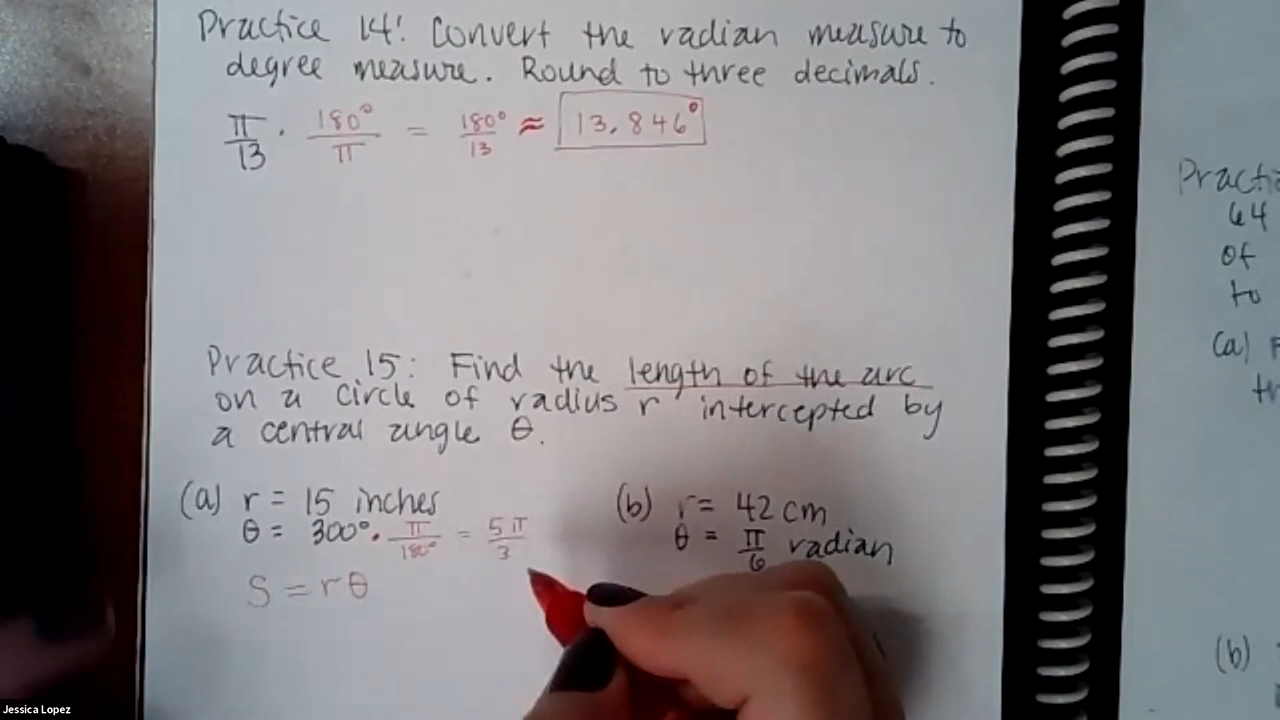 Practice 14: Convert the radian measure to
degree measure. Round to three decimals.
π/13 · 180°/π = 180°/13 ≈ 13.846°
Practice 15: Find the length of the arc
on a circle of radius r intercepted by
a central angle θ.
(a) r = 15 inches
θ = 300° · π/180° = 5π/3
S = rθ
(b) r = 42 cm
θ = π/6 radian
64
of
to
(a)
(b)
Jessica Lopez